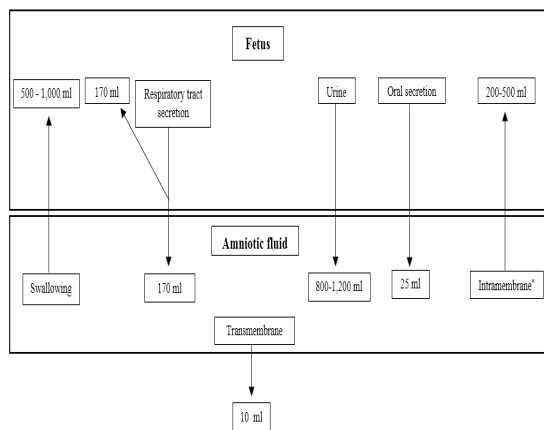 Fetus
500 - 1,000 ml
170 ml
Respiratory tract
secretion
Urine
Oral secretion
200-500 ml
Amniotic fluid
Swallowing
170 ml
800-1,200 ml
25 ml
Intramembrane*
Transmembrane
10 ml